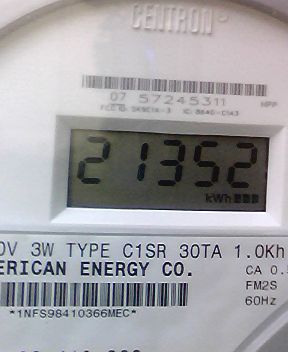 CENTRON
07 57245311
NPP
21352
kWh
0V 3W TYPE C1SR 30TA 1.0Kh
ERICAN ENERGY CO.
CA 0.
FM2S
60Hz
*1NFS98410366MEC*